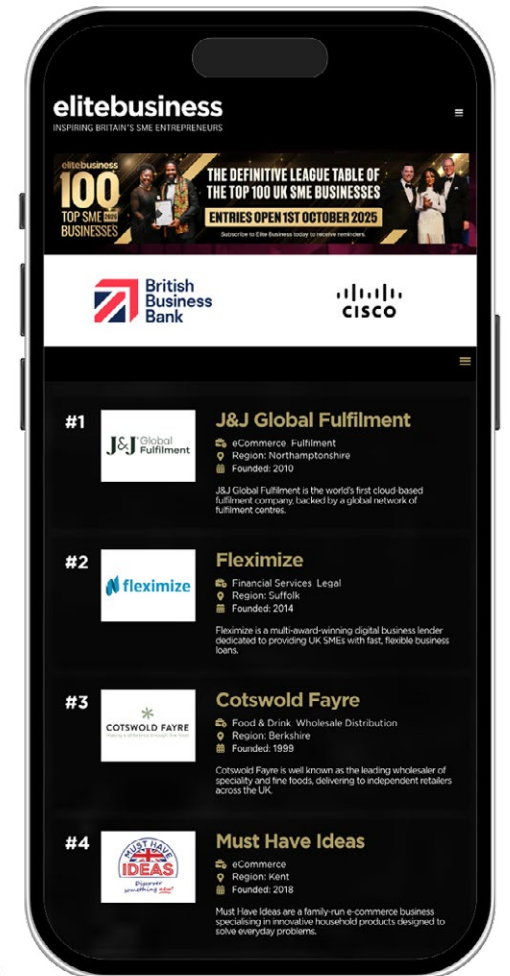 elitebusiness
INSPIRING BRITAIN'S SME ENTREPRENEURS
elitebusiness
100
TOP SME 2025
BUSINESSES
THE DEFINITIVE LEAGUE TABLE OF
THE TOP 100 UK SME BUSINESSES
ENTRIES OPEN 1ST OCTOBER 2025
Subscribe to Elite Business today to receive reminders.
British
Business
Bank
CISCO
#1
J&J Global
Fulfilment
J&J Global Fulfilment
eCommerce Fulfilment
Region: Northamptonshire
Founded: 2010
J&J Global Fulfilment is the world's first cloud-based
fulfilment company, backed by a global network of
fulfilment centres.
#2
fleximize
Fleximize
Financial Services Legal
Region: Suffolk
Founded: 2014
Fleximize is a multi-award-winning digital business lender
dedicated to providing UK SMEs with fast, flexible business
loans.
#3
COTSWOLD FAYRE
Cotswold Fayre
Food & Drink Wholesale Distribution
Region: Berkshire
Founded: 1999
Cotswold Fayre is well known as the leading wholesaler of
speciality and fine foods, delivering to independent retailers
across the UK.
#4
MUST HAVE
IDEAS
Discover
something new!
Must Have Ideas
eCommerce
Region: Kent
Founded: 2018
Must Have Ideas are a family-run e-commerce business
specialising in innovative household products designed to
solve everyday problems.